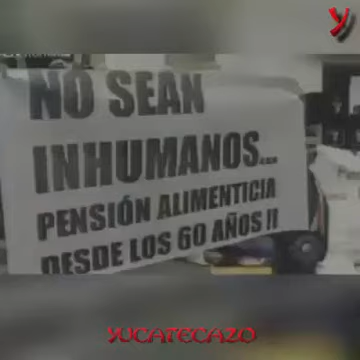 NO SEAN
INHUMANOS...
PENSIÓN ALIMENTICIA
DESDE LOS 60 AÑOS !!
YUCATECAZO